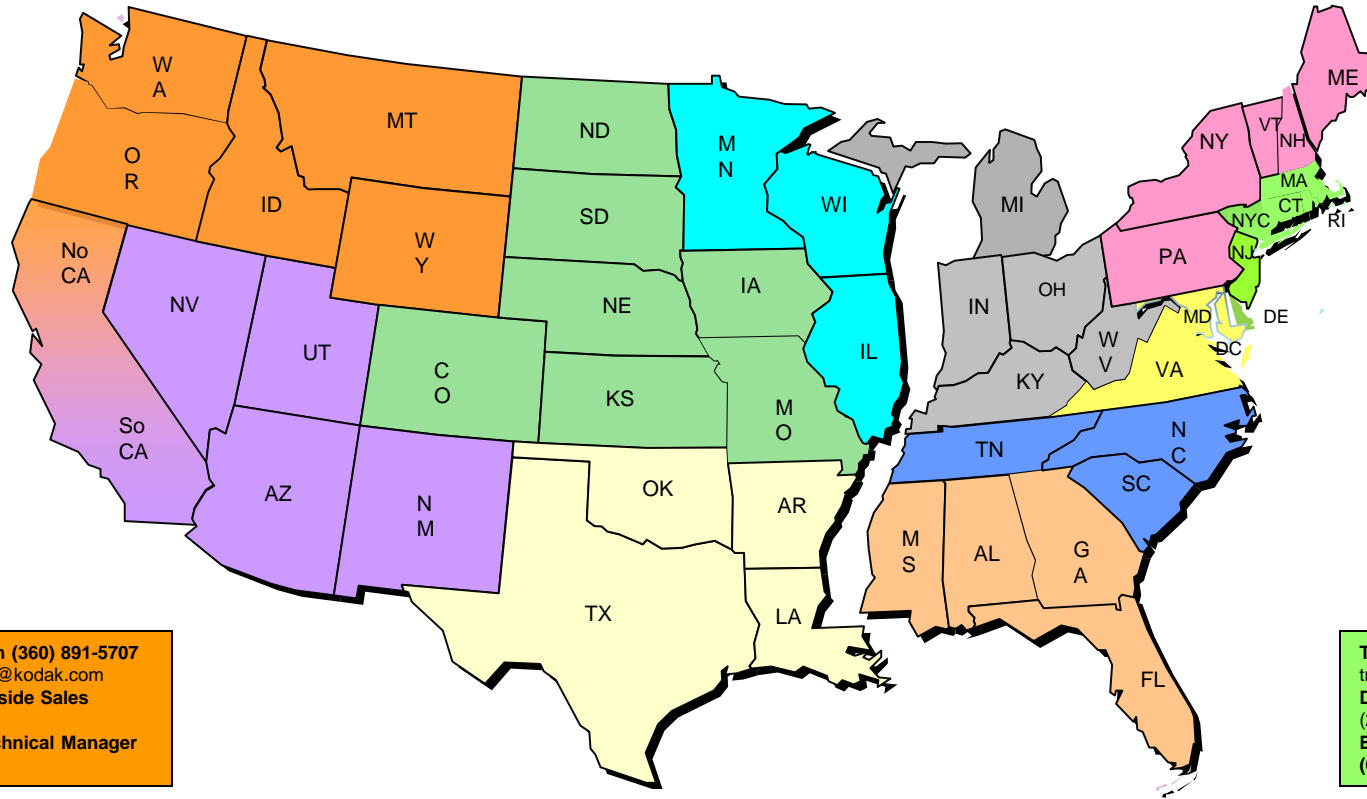 W
A
MT
ND
M
N
ME
O
R
ID
W
Y
SD
WI
MI
NY
VT
NH
MA
CT
RI
NYC
No
CA
NV
UT
NE
IA
IL
IN
OH
PA
NJ
MD
DE
DC
W
V
VA
KY
So
CA
C
O
KS
M
O
TN
N
C
SC
AZ
N
M
OK
AR
M
S
AL
G
A
TX
LA
FL
(360) 891-5707
@kodak.com
side Sales
chnical Manager
T
tr
D
(
E
(